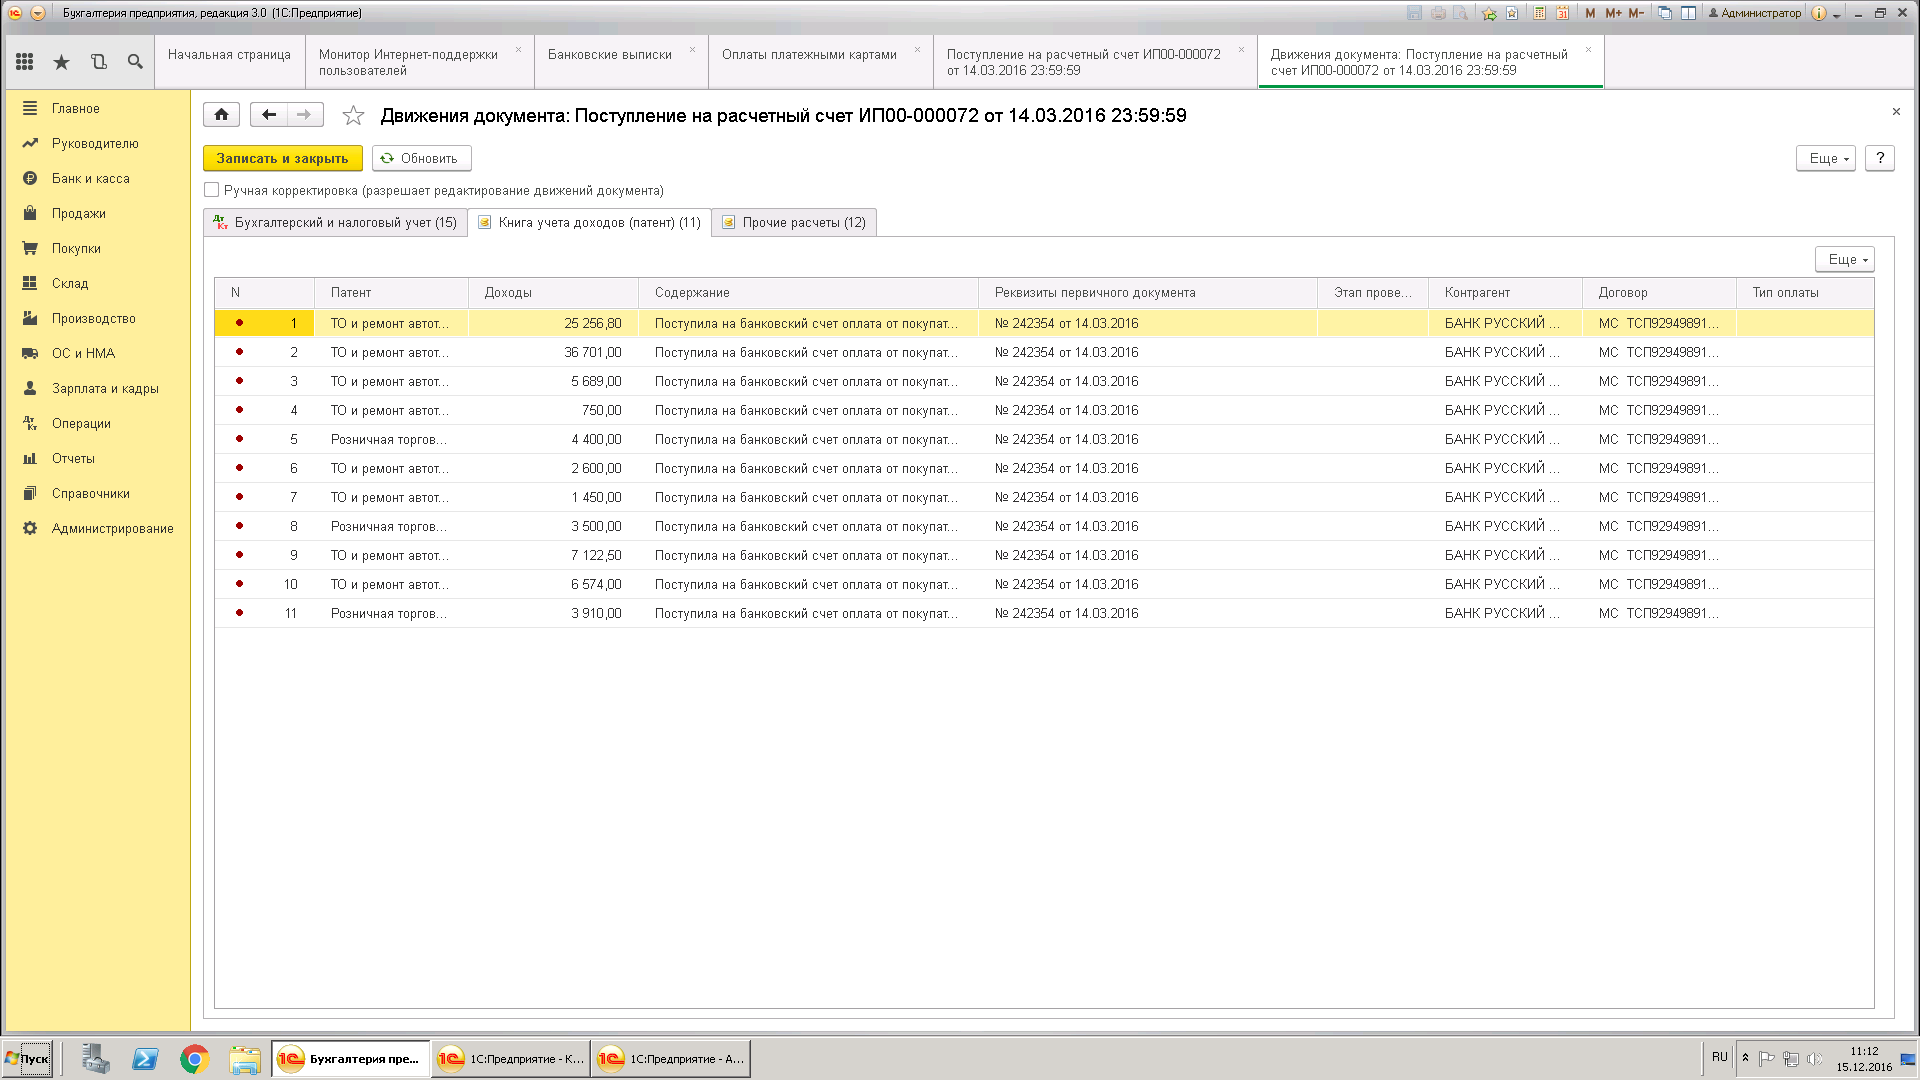 Бухгалтерия предприятия, редакция 3.0 (1С:Предприятие)
M M+ M- Администратор
Начальная страница
Монитор Интернет-поддержки пользователей
Банковские выписки
Оплаты платежными картами
Поступление на расчетный счет ИП00-000072 от 14.03.2016 23:59:59
Движения документа: Поступление на расчетный счет ИП00-000072 от 14.03.2016 23:59:59
Главное
Руководителю
Банк и касса
Продажи
Покупки
Склад
Производство
ОС и НМА
Зарплата и кадры
Операции
Отчеты
Справочники
Администрирование
Движения документа: Поступление на расчетный счет ИП00-000072 от 14.03.2016 23:59:59
Записать и закрыть Обновить Еще ?
Ручная корректировка (разрешает редактирование движений документа)
Бухгалтерский и налоговый учет (15) Книга учета доходов (патент) (11) Прочие расчеты (12)
Еще
N Патент Доходы Содержание Реквизиты первичного документа Этап прове... Контрагент Договор Тип оплаты
1 ТО и ремонт автот... 25 256,80 Поступила на банковский счет оплата от покупат... № 242354 от 14.03.2016 БАНК РУССКИЙ ... МС ТСП92949891...
2 ТО и ремонт автот... 36 701,00 Поступила на банковский счет оплата от покупат... № 242354 от 14.03.2016 БАНК РУССКИЙ ... МС ТСП92949891...
3 ТО и ремонт автот... 5 689,00 Поступила на банковский счет оплата от покупат... № 242354 от 14.03.2016 БАНК РУССКИЙ ... МС ТСП92949891...
4 ТО и ремонт автот... 750,00 Поступила на банковский счет оплата от покупат... № 242354 от 14.03.2016 БАНК РУССКИЙ ... МС ТСП92949891...
5 Розничная торгов... 4 400,00 Поступила на банковский счет оплата от покупат... № 242354 от 14.03.2016 БАНК РУССКИЙ ... МС ТСП92949891...
6 ТО и ремонт автот... 2 600,00 Поступила на банковский счет оплата от покупат... № 242354 от 14.03.2016 БАНК РУССКИЙ ... МС ТСП92949891...
7 ТО и ремонт автот... 1 450,00 Поступила на банковский счет оплата от покупат... № 242354 от 14.03.2016 БАНК РУССКИЙ ... МС ТСП92949891...
8 Розничная торгов... 3 500,00 Поступила на банковский счет оплата от покупат... № 242354 от 14.03.2016 БАНК РУССКИЙ ... МС ТСП92949891...
9 ТО и ремонт автот... 7 122,50 Поступила на банковский счет оплата от покупат... № 242354 от 14.03.2016 БАНК РУССКИЙ ... МС ТСП92949891...
10 ТО и ремонт автот... 6 574,00 Поступила на банковский счет оплата от покупат... № 242354 от 14.03.2016 БАНК РУССКИЙ ... МС ТСП92949891...
11 Розничная торгов... 3 910,00 Поступила на банковский счет оплата от покупат... № 242354 от 14.03.2016 БАНК РУССКИЙ ... МС ТСП92949891...
Пуск Бухгалтерия пре... 1С:Предприятие - К... 1С:Предприятие - А... RU 11:12
15.12.2016